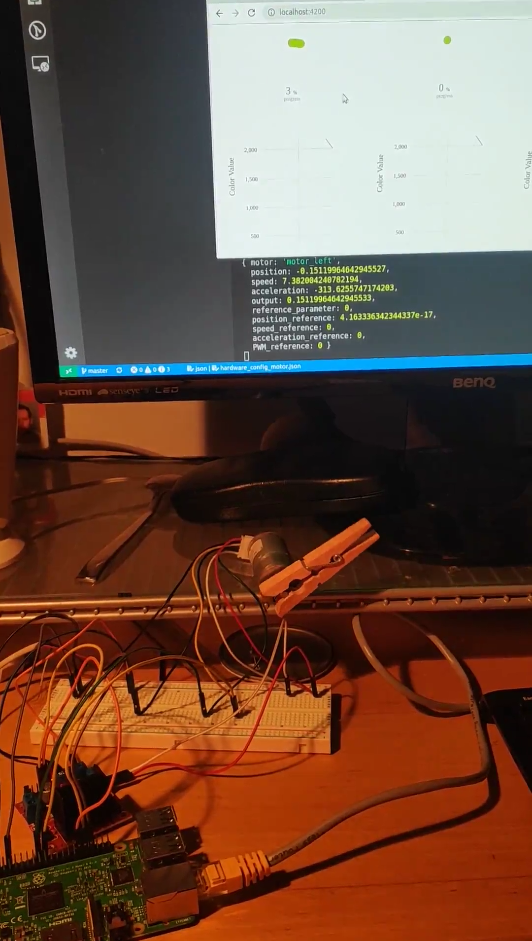 localhost:4200
3 %
progress
0 %
progress
Color Value
2,000
1,500
1,000
500
Color Value
2,000
1,500
1,000
500
Color Value
{ motor: 'motor_left',
position: -0.15119964642945527,
speed: 7.382004240782194,
acceleration: -313.6255747174203,
output: 0.15119964642945533,
reference_parameter: 0,
position_reference: 4.163336342344337e-17,
speed_reference: 0,
acceleration_reference: 0,
PWM_reference: 0 }
master
0
0
3
json
hardware_config_motor.json
HDMI
senseye
LED
BenQ
HDMI